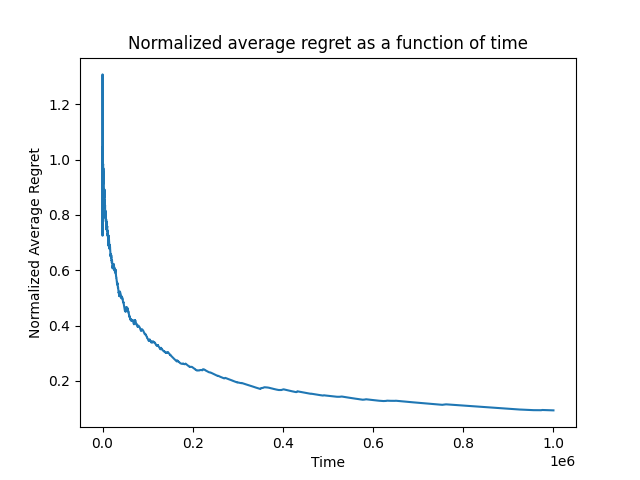 Normalized average regret as a function of time
Normalized Average Regret
1.2
1.0
0.8
0.6
0.4
0.2
0.0 0.2 0.4 0.6 0.8 1.0
1e6
Time